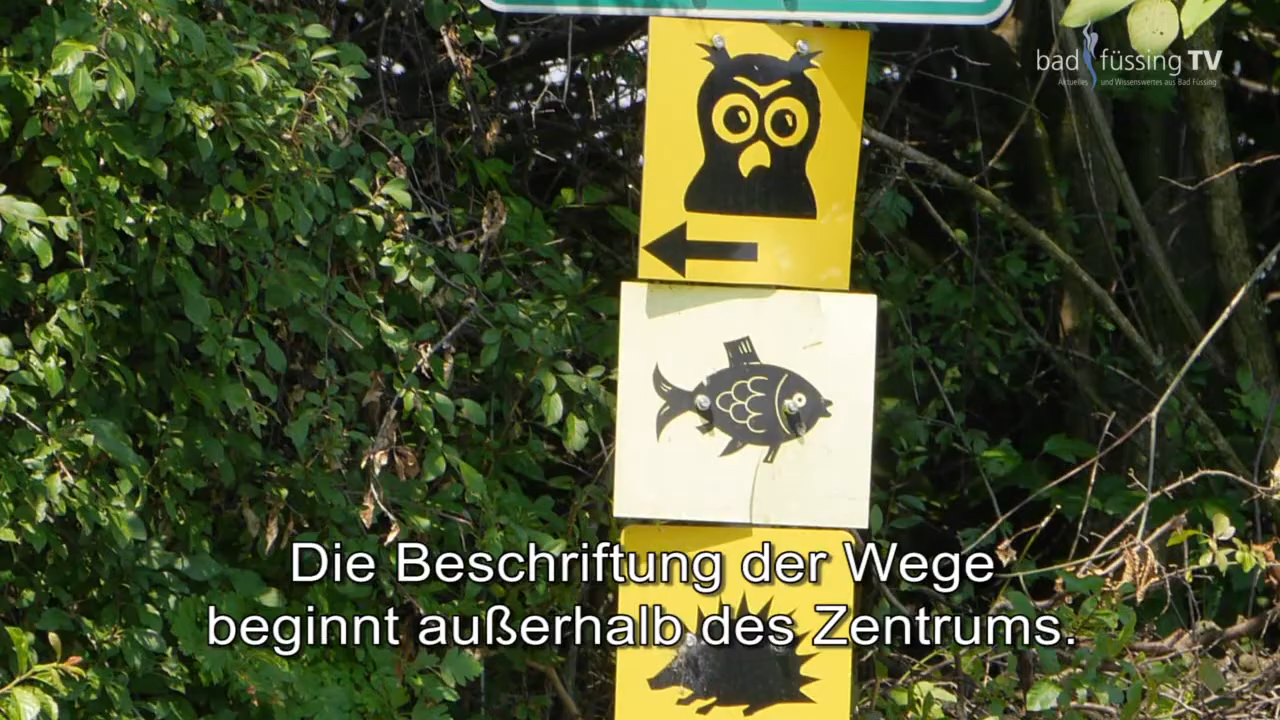 bad füssing TV
Aktuelles und Wissenswertes aus Bad Füssing
Die Beschriftung der Wege
beginnt außerhalb des Zentrums.